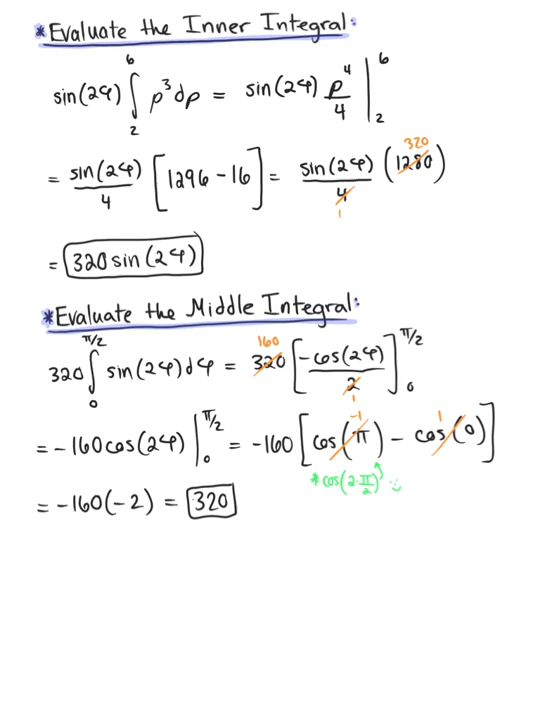 *Evaluate the Inner Integral:
sin(2φ) ∫₂⁶ ρ³dρ = sin(2φ) ρ⁴/4 |₂⁶
= sin(2φ)/4 [1296 - 16] = sin(2φ)/4 (1280) 320 1
= 320 sin(2φ)
*Evaluate the Middle Integral:
320 ∫₀^(π/2) sin(2φ)dφ = 320 160 [-cos(2φ)/2 1]₀^(π/2)
= -160cos(2φ) |₀^(π/2) = -160 [cos(π) -1 - cos(0) 1]
*cos(2·π/2)
= -160(-2) = 320